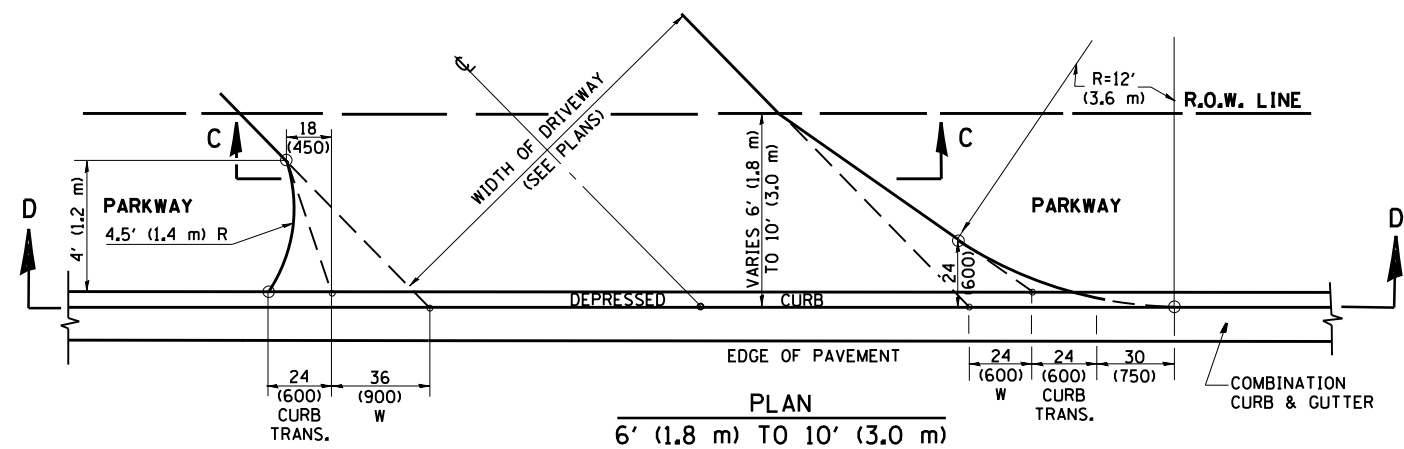 ℄
R=12'
(3.6 m)
R.O.W. LINE
WIDTH OF DRIVEWAY
(SEE PLANS)
C
18
(450)
C
4' (1.2 m)
PARKWAY
4.5' (1.4 m) R
VARIES 6' (1.8 m)
TO 10' (3.0 m)
PARKWAY
D
D
24
(600)
DEPRESSED CURB
EDGE OF PAVEMENT
24
(600)
CURB
TRANS.
36
(900)
W
24
(600)
W
24
(600)
CURB
TRANS.
30
(750)
COMBINATION
CURB & GUTTER
PLAN
6' (1.8 m) TO 10' (3.0 m)